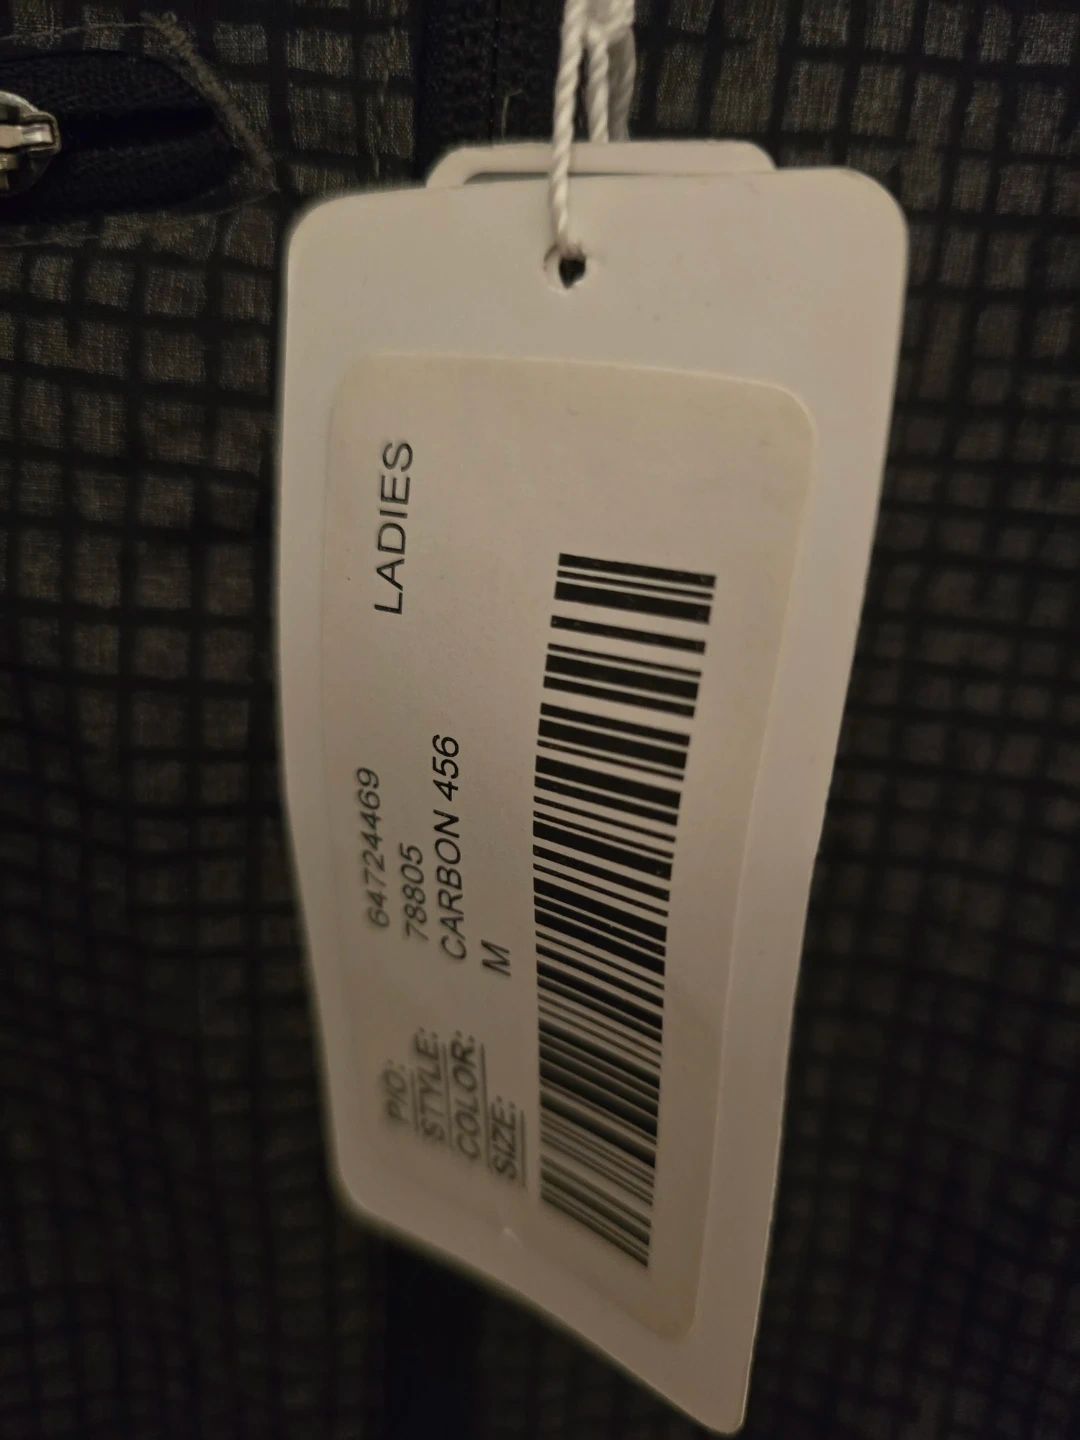 LADIES
P/O: 64724469
STYLE: 78805
COLOR: CARBON 456
SIZE: M